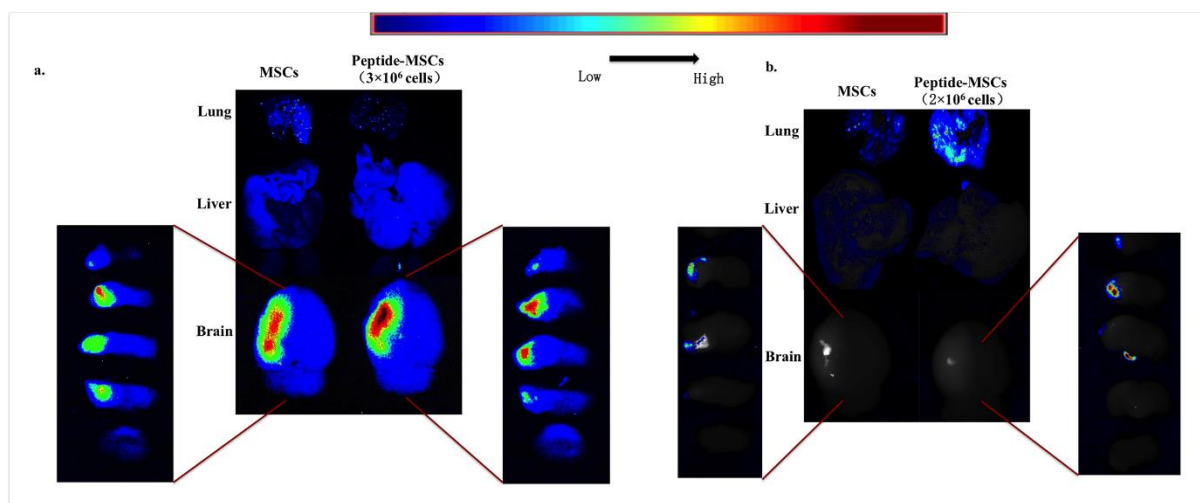 a.
MSCs
Peptide-MSCs
（3×10⁶ cells）
Low
High
b.
MSCs
Peptide-MSCs
（2×10⁶ cells）
Lung
Liver
Brain
Lung
Liver
Brain